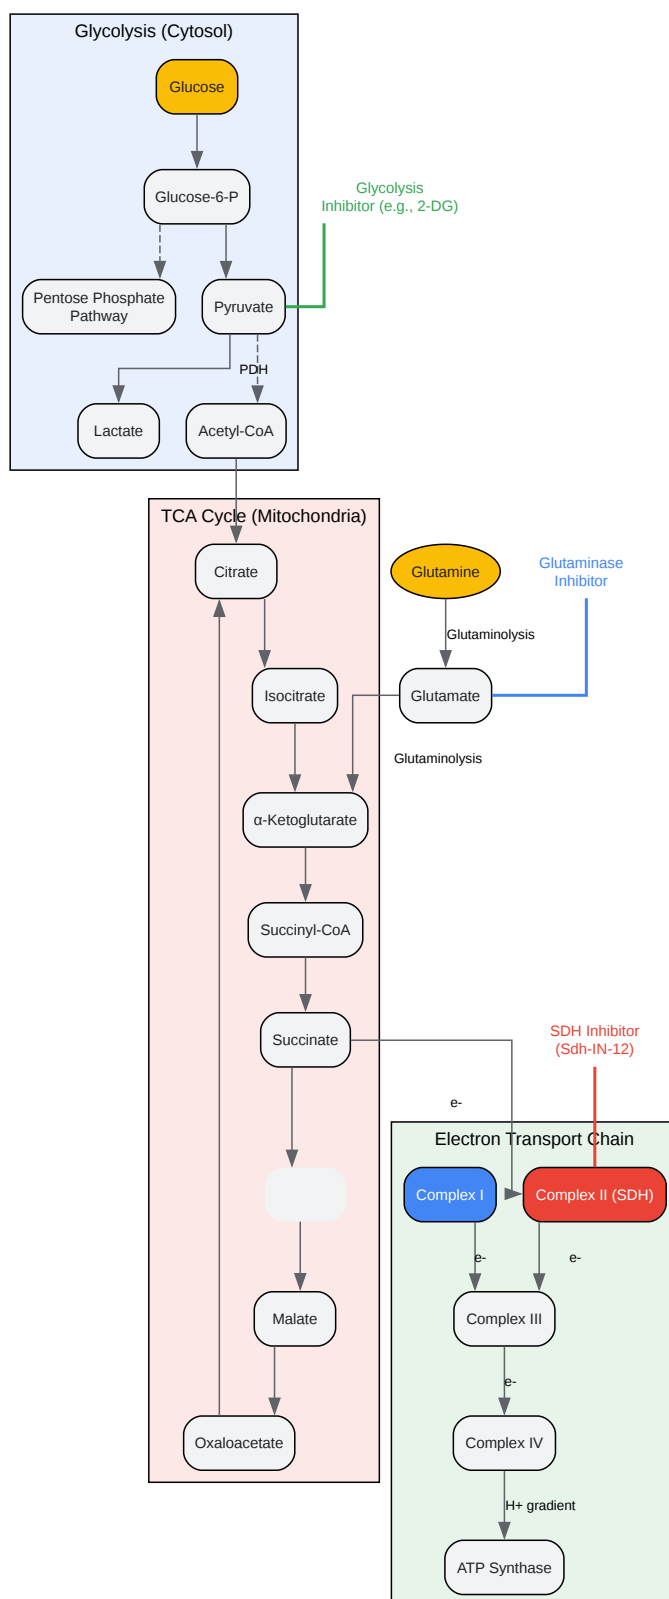 Glycolysis (Cytosol)
Glucose
Glucose-6-P
Glycolysis
Inhibitor (e.g., 2-DG)
Pentose Phosphate
Pathway
Pyruvate
PDH
Lactate
Acetyl-CoA
TCA Cycle (Mitochondria)
Citrate
Glutamine
Glutaminase
Inhibitor
Glutaminolysis
Isocitrate
Glutamate
Glutaminolysis
α-Ketoglutarate
Succinyl-CoA
Succinate
SDH Inhibitor
(Sdh-IN-12)
e-
Electron Transport Chain
Complex I
Complex II (SDH)
e-
e-
Malate
Complex III
e-
Oxaloacetate
Complex IV
H+ gradient
ATP Synthase